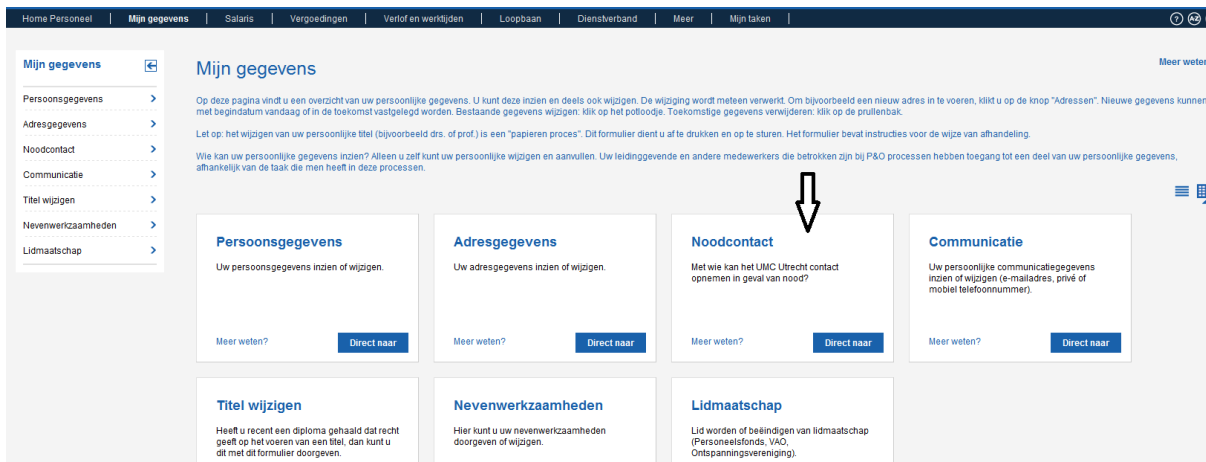 Home Personeel | Mijn gegevens | Salaris | Vergoedingen | Verlof en werktijden | Loopbaan | Dienstverband | Meer | Mijn taken |
? AZ
Mijn gegevens
Persoonsgegevens
Adresgegevens
Noodcontact
Communicatie
Titel wijzigen
Nevenwerkzaamheden
Lidmaatschap
Mijn gegevens
Meer weten
Op deze pagina vindt u een overzicht van uw persoonlijke gegevens. U kunt deze inzien en deels ook wijzigen. De wijziging wordt meteen verwerkt. Om bijvoorbeeld een nieuw adres in te voeren, klikt u op de knop "Adressen". Nieuwe gegevens kunnen
met begindatum vandaag of in de toekomst vastgelegd worden. Bestaande gegevens wijzigen: klik op het potloodje. Toekomstige gegevens verwijderen: klik op de prullenbak.
Let op: het wijzigen van uw persoonlijke titel (bijvoorbeeld drs. of prof.) is een "papieren proces". Dit formulier dient u af te drukken en op te sturen. Het formulier bevat instructies voor de wijze van afhandeling.
Wie kan uw persoonlijke gegevens inzien? Alleen u zelf kunt uw persoonlijke wijzigen en aanvullen. Uw leidinggevende en andere medewerkers die betrokken zijn bij P&O processen hebben toegang tot een deel van uw persoonlijke gegevens,
afhankelijk van de taak die men heeft in deze processen.
Persoonsgegevens
Uw persoonsgegevens inzien of wijzigen.
Meer weten?
Direct naar
Adresgegevens
Uw adresgegevens inzien of wijzigen.
Meer weten?
Direct naar
Noodcontact
Met wie kan het UMC Utrecht contact
opnemen in geval van nood?
Meer weten?
Direct naar
Communicatie
Uw persoonlijke communicatiegegevens
inzien of wijzigen (e-mailadres, privé of
mobiel telefoonnummer).
Meer weten?
Direct naar
Titel wijzigen
Heeft u recent een diploma gehaald dat recht
geeft op het voeren van een titel, dan kunt u
dit met dit formulier doorgeven.
Nevenwerkzaamheden
Hier kunt u uw nevenwerkzaamheden
doorgeven of wijzigen.
Lidmaatschap
Lid worden of beëindigen van lidmaatschap
(Personeelsfonds, VAO,
Ontspanningsvereniging).